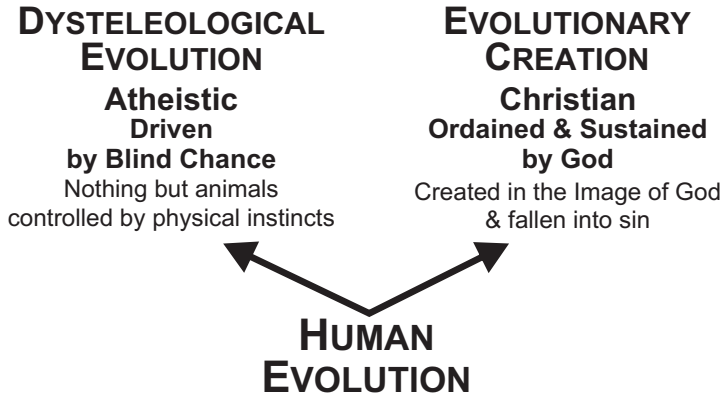 DYSTELEOLOGICAL
EVOLUTION
Atheistic
Driven
by Blind Chance
Nothing but animals
controlled by physical instincts
EVOLUTIONARY
CREATION
Christian
Ordained & Sustained
by God
Created in the Image of God
& fallen into sin
HUMAN
EVOLUTION